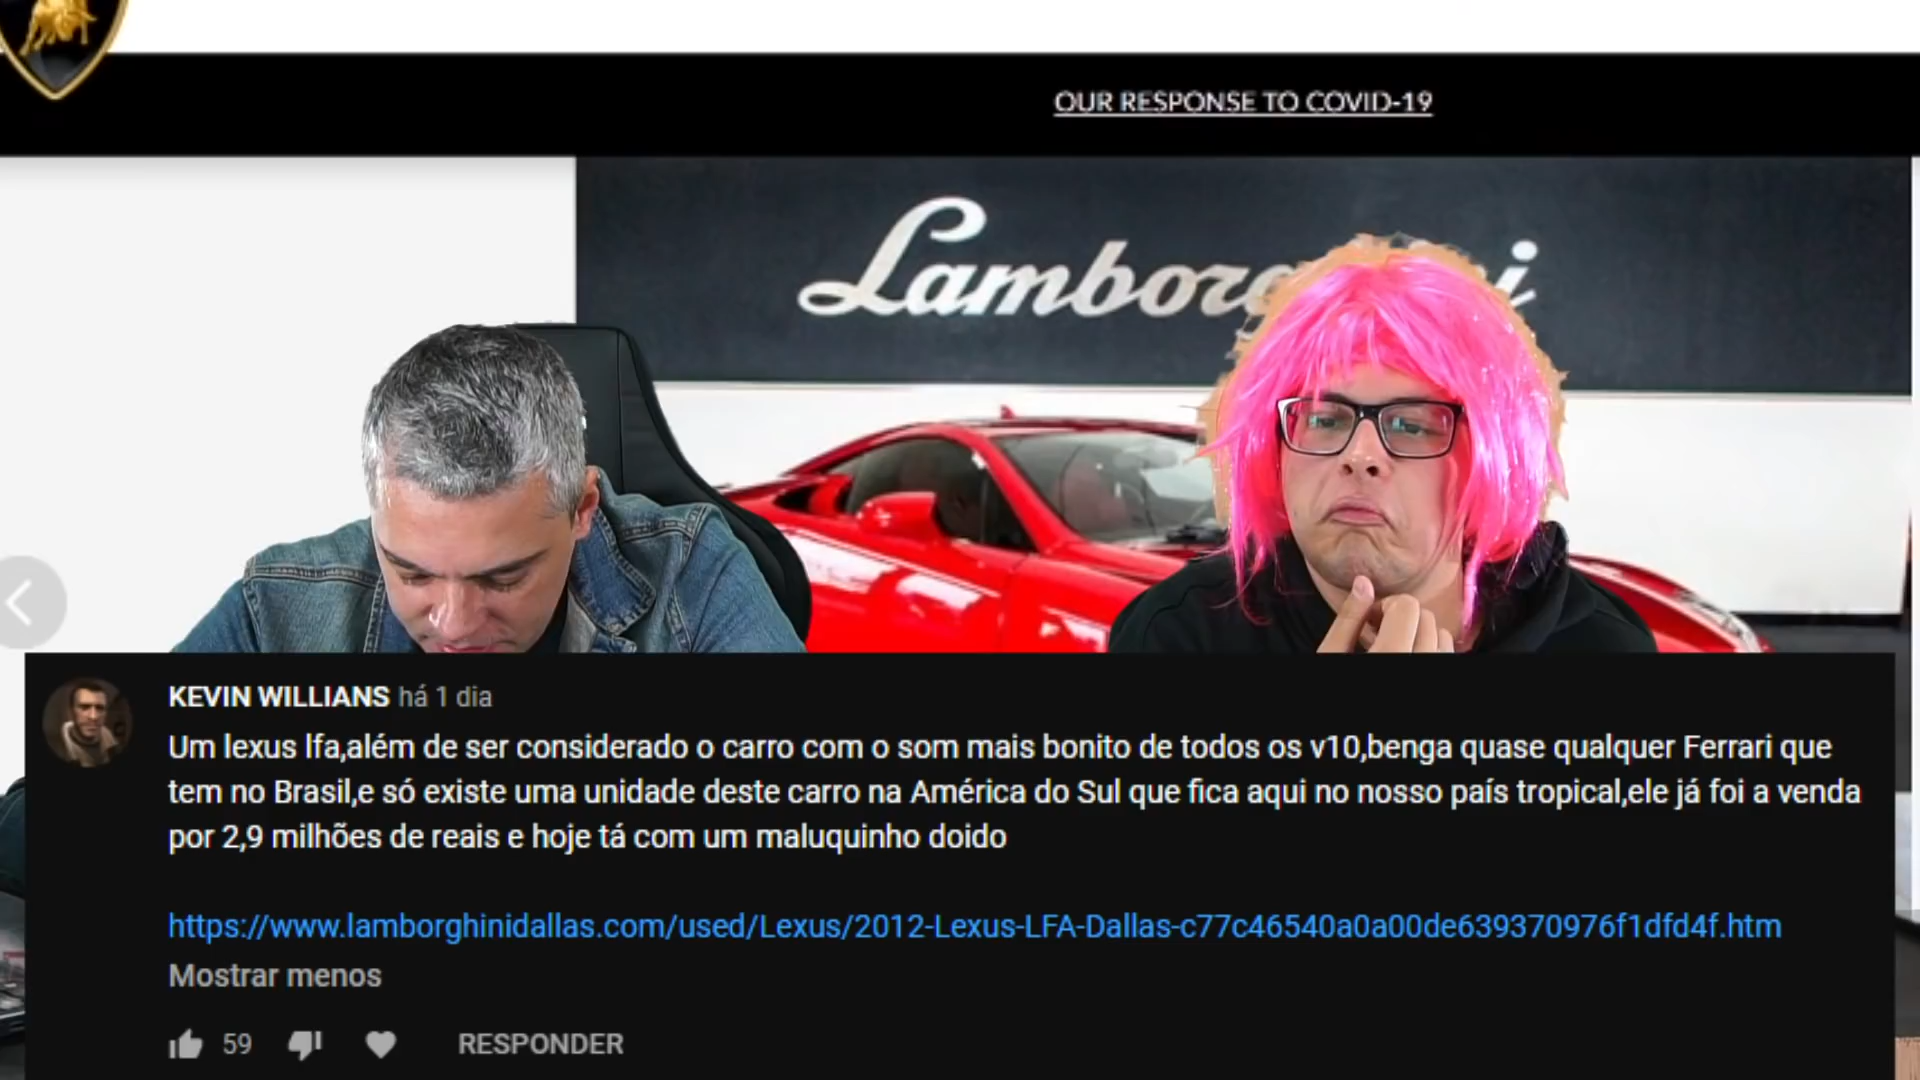 OUR RESPONSE TO COVID-19
KEVIN WILLIANS há 1 dia
Um lexus lfa,além de ser considerado o carro com o som mais bonito de todos os v10,benga quase qualquer Ferrari que
tem no Brasil,e só existe uma unidade deste carro na América do Sul que fica aqui no nosso país tropical,ele já foi a venda
por 2,9 milhões de reais e hoje tá com um maluquinho doido
https://www.lamborghinidallas.com/used/Lexus/2012-Lexus-LFA-Dallas-c77c46540a0a00de639370976f1dfd4f.htm
Mostrar menos
59 RESPONDER